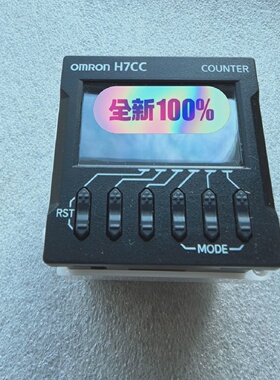 OMRON H7CC COUNTER
全新100%
RST
MODE